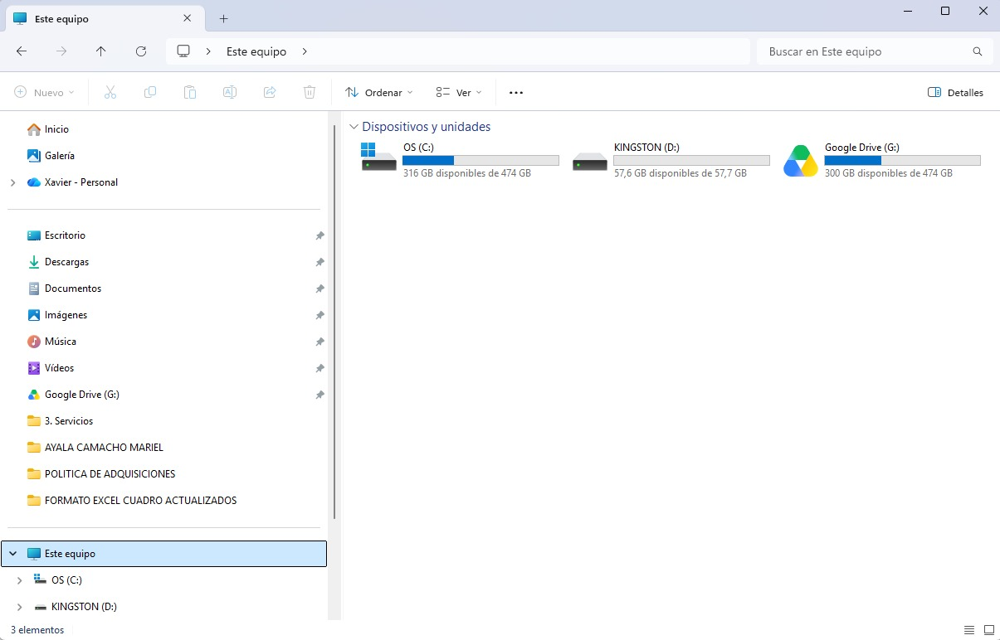 Este equipo
Este equipo
Buscar en Este equipo
Nuevo
Ordenar
Ver
Detalles
Inicio
Galería
Xavier - Personal
Escritorio
Descargas
Documentos
Imágenes
Música
Vídeos
Google Drive (G:)
3. Servicios
AYALA CAMACHO MARIEL
POLITICA DE ADQUISICIONES
FORMATO EXCEL CUADRO ACTUALIZADOS
Este equipo
OS (C:)
KINGSTON (D:)
Dispositivos y unidades
OS (C:)
316 GB disponibles de 474 GB
KINGSTON (D:)
57,6 GB disponibles de 57,7 GB
Google Drive (G:)
300 GB disponibles de 474 GB
3 elementos